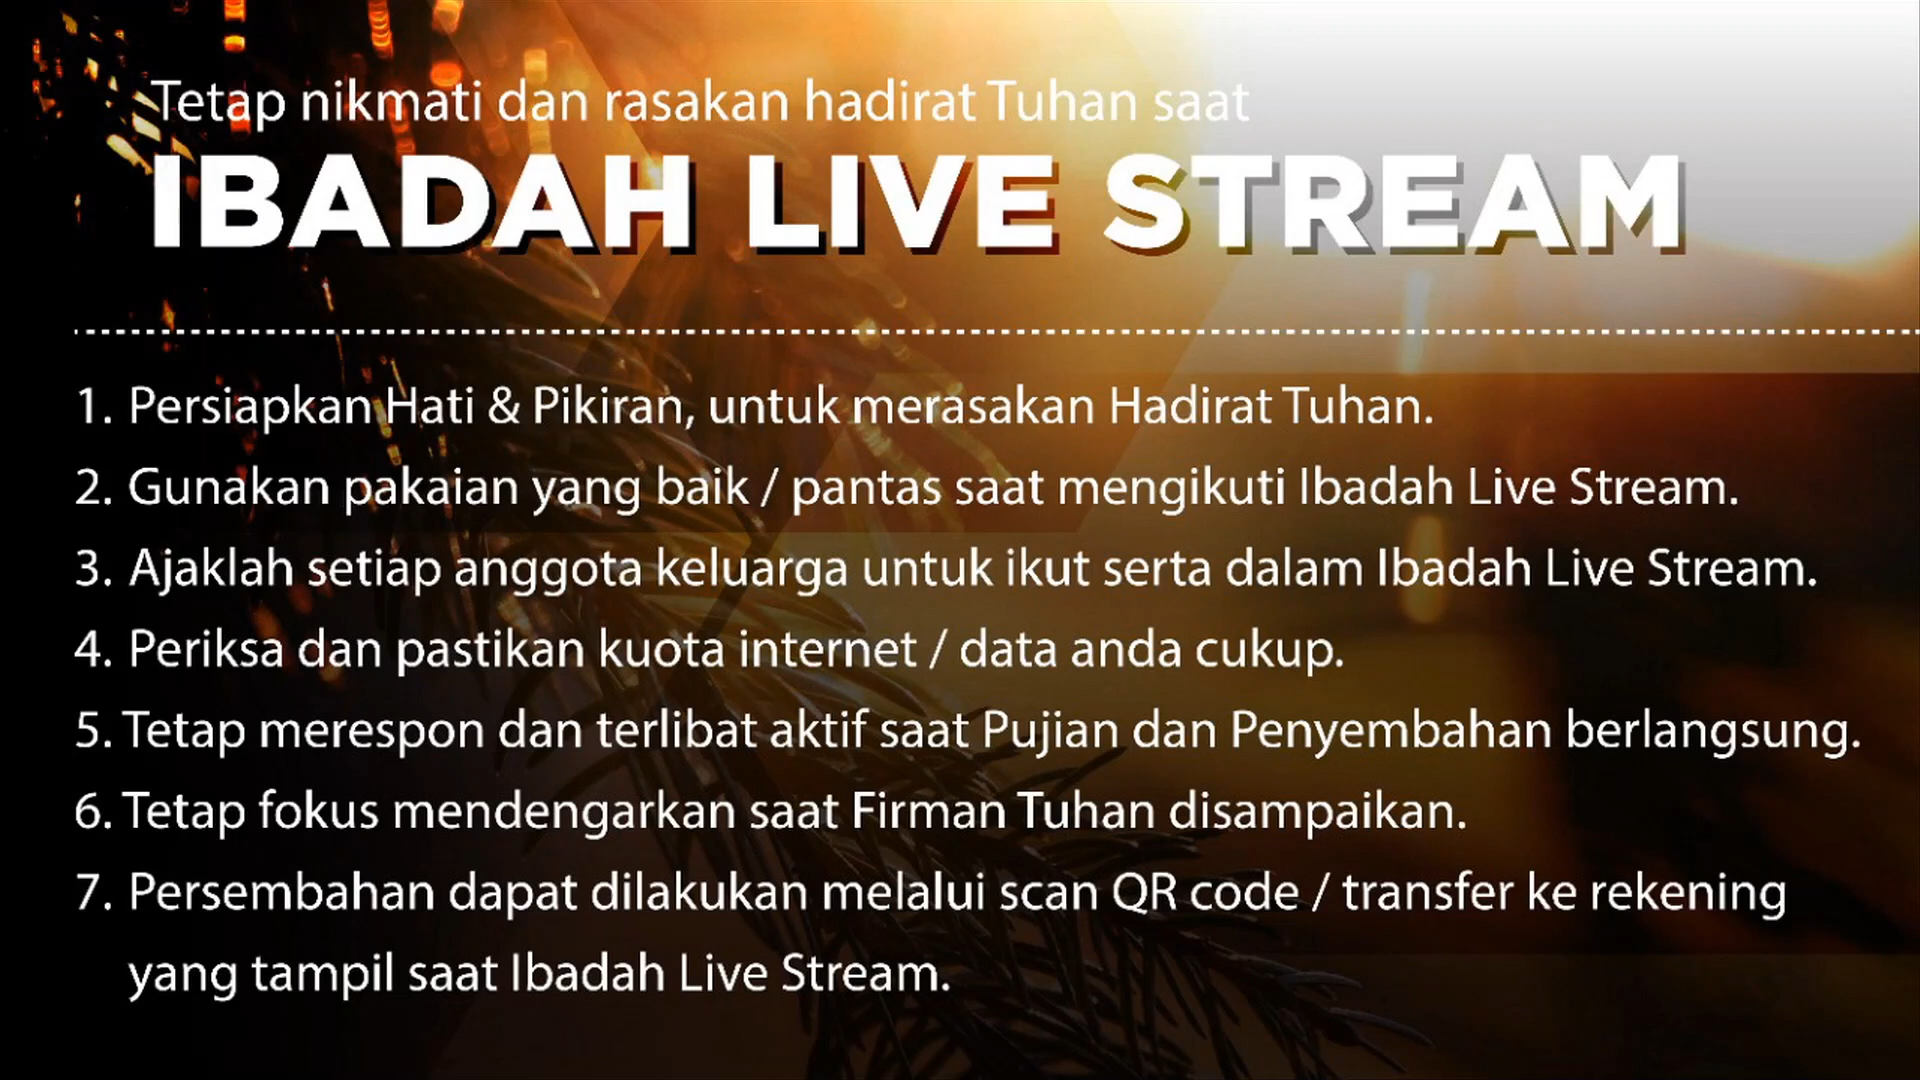 Tetap nikmati dan rasakan hadirat Tuhan saat
IBADAH LIVE STREAM
1. Persiapkan Hati & Pikiran, untuk merasakan Hadirat Tuhan.
2. Gunakan pakaian yang baik / pantas saat mengikuti Ibadah Live Stream.
3. Ajaklah setiap anggota keluarga untuk ikut serta dalam Ibadah Live Stream.
4. Periksa dan pastikan kuota internet / data anda cukup.
5. Tetap merespon dan terlibat aktif saat Pujian dan Penyembahan berlangsung.
6. Tetap fokus mendengarkan saat Firman Tuhan disampaikan.
7. Persembahan dapat dilakukan melalui scan QR code / transfer ke rekening
yang tampil saat Ibadah Live Stream.